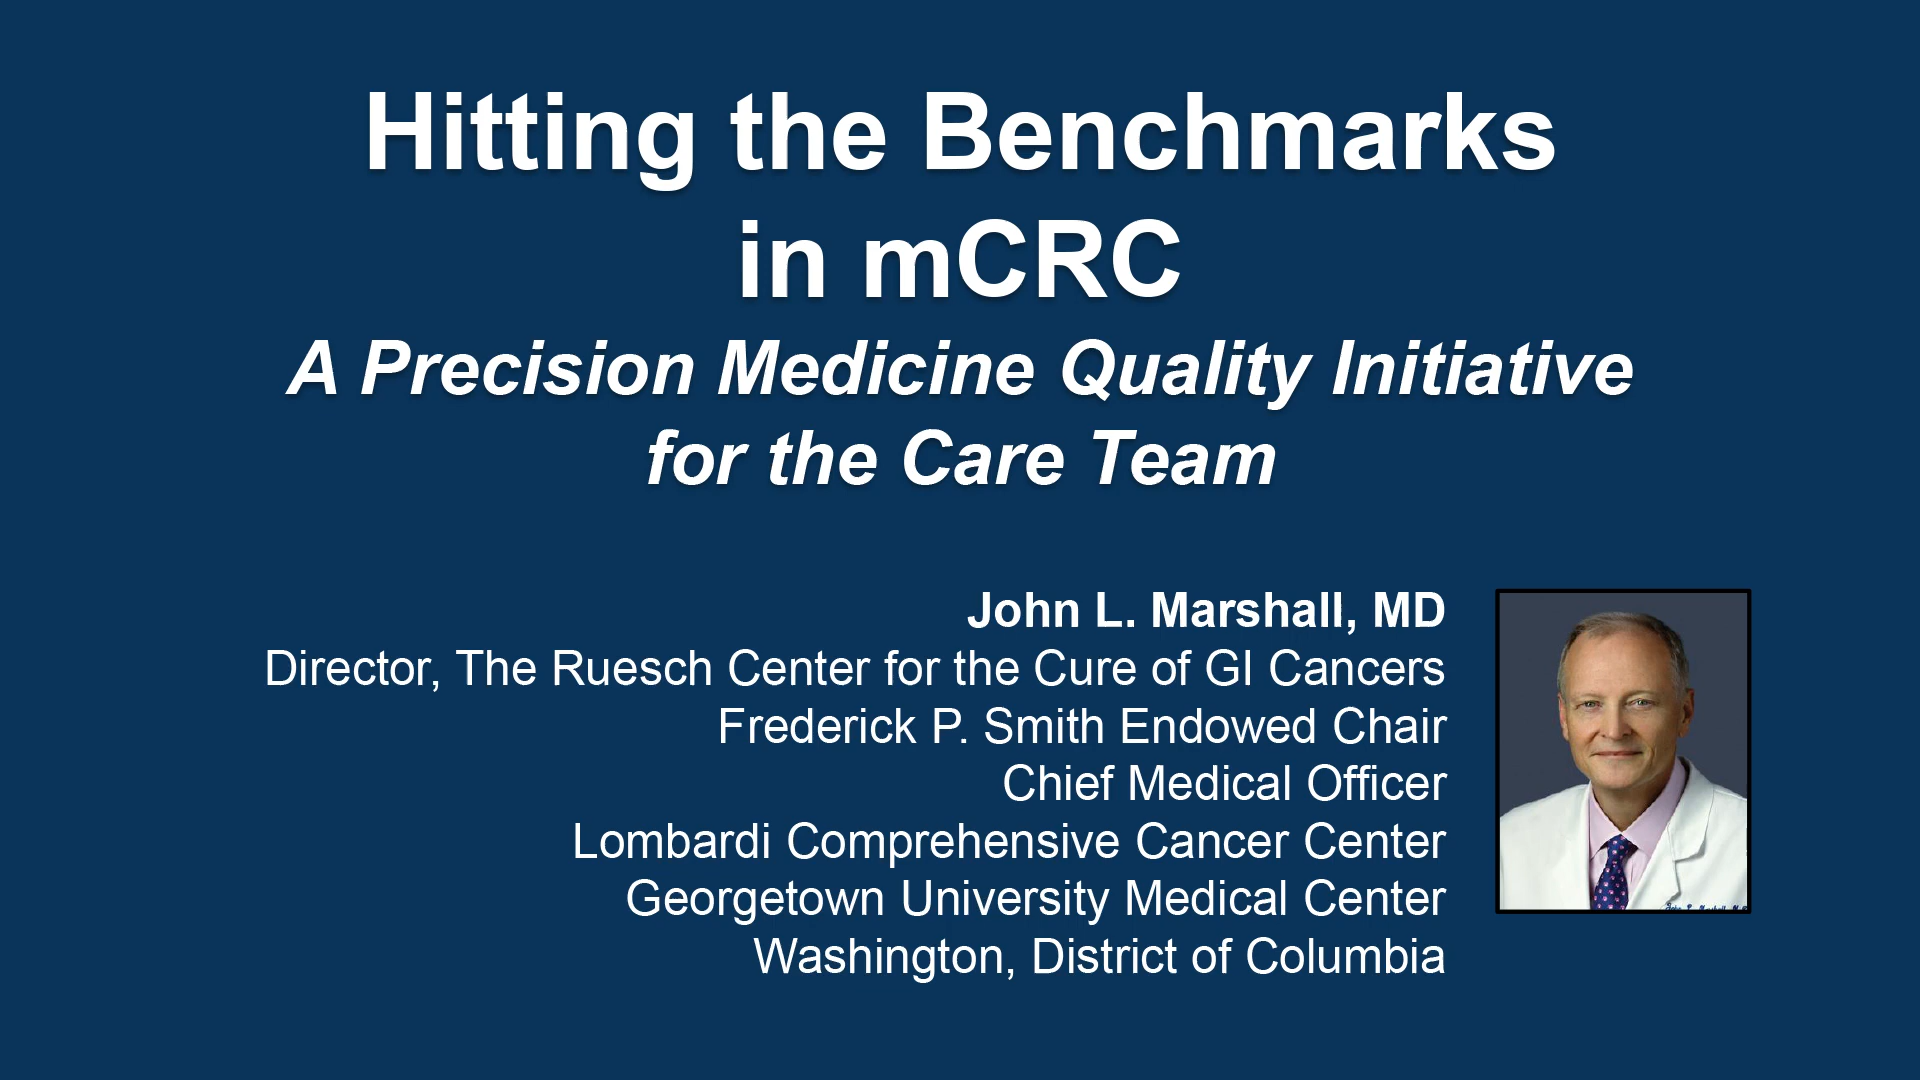 Hitting the Benchmarks
in mCRC
A Precision Medicine Quality Initiative
for the Care Team
John L. Marshall, MD
Director, The Ruesch Center for the Cure of GI Cancers
Frederick P. Smith Endowed Chair
Chief Medical Officer
Lombardi Comprehensive Cancer Center
Georgetown University Medical Center
Washington, District of Columbia